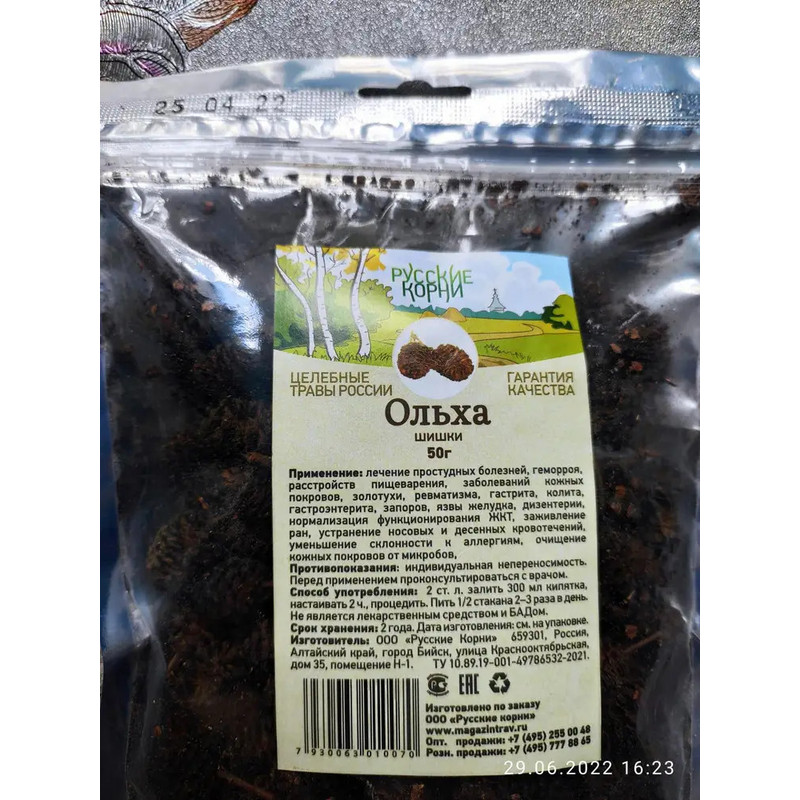 25 04 22
РУССКИЕ
КОРНИ
ЦЕЛЕБНЫЕ
ТРАВЫ РОССИИ
ГАРАНТИЯ
КАЧЕСТВА
Ольха
шишки
50г
Применение: лечение простудных болезней, геморроя,
расстройств пищеварения, заболеваний кожных
покровов, золотухи, ревматизма, гастрита, колита,
гастроэнтерита, запоров, язвы желудка, дизентерии,
нормализация функционирования ЖКТ, заживление
ран, устранение носовых и десенных кровотечений,
уменьшение склонности к аллергиям, очищение
кожных покровов от микробов,
Противопоказания: индивидуальная непереносимость.
Перед применением проконсультироваться с врачом.
Способ употребления: 2 ст. л. залить 300 мл кипятка,
настаивать 2 ч., процедить. Пить 1/2 стакана 2–3 раза в день.
Не является лекарственным средством и БАДом.
Срок хранения: 2 года. Дата изготовления: см. на упаковке.
Изготовитель: ООО «Русские Корни» 659301, Россия,
Алтайский край, город Бийск, улица Краснооктябрьская,
дом 35, помещение Н-1. ТУ 10.89.19-001-49786532-2021.
EAC
Изготовлено по заказу
ООО «Русские корни»
www.magazintrav.ru
Опт. продажи: +7 (495) 255 00 48
Розн. продажи: +7 (495) 777 88 65
7 930063 010070
29.06.2022 16:23